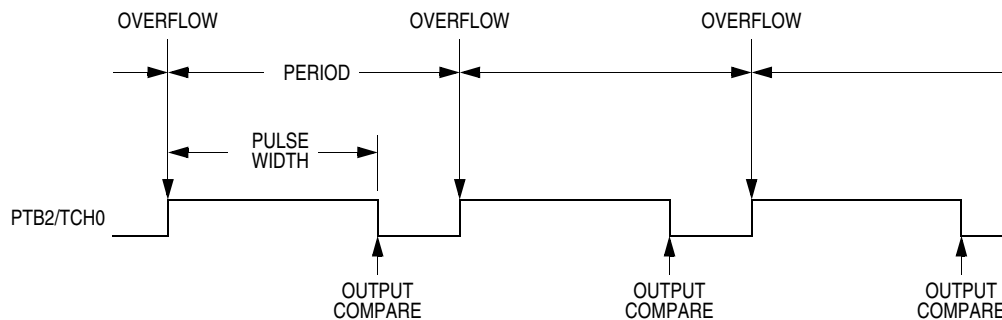 OVERFLOW
OVERFLOW
OVERFLOW
PERIOD
PULSE
WIDTH
PTB2/TCH0
OUTPUT
COMPARE
OUTPUT
COMPARE
OUTPUT
COMPARE